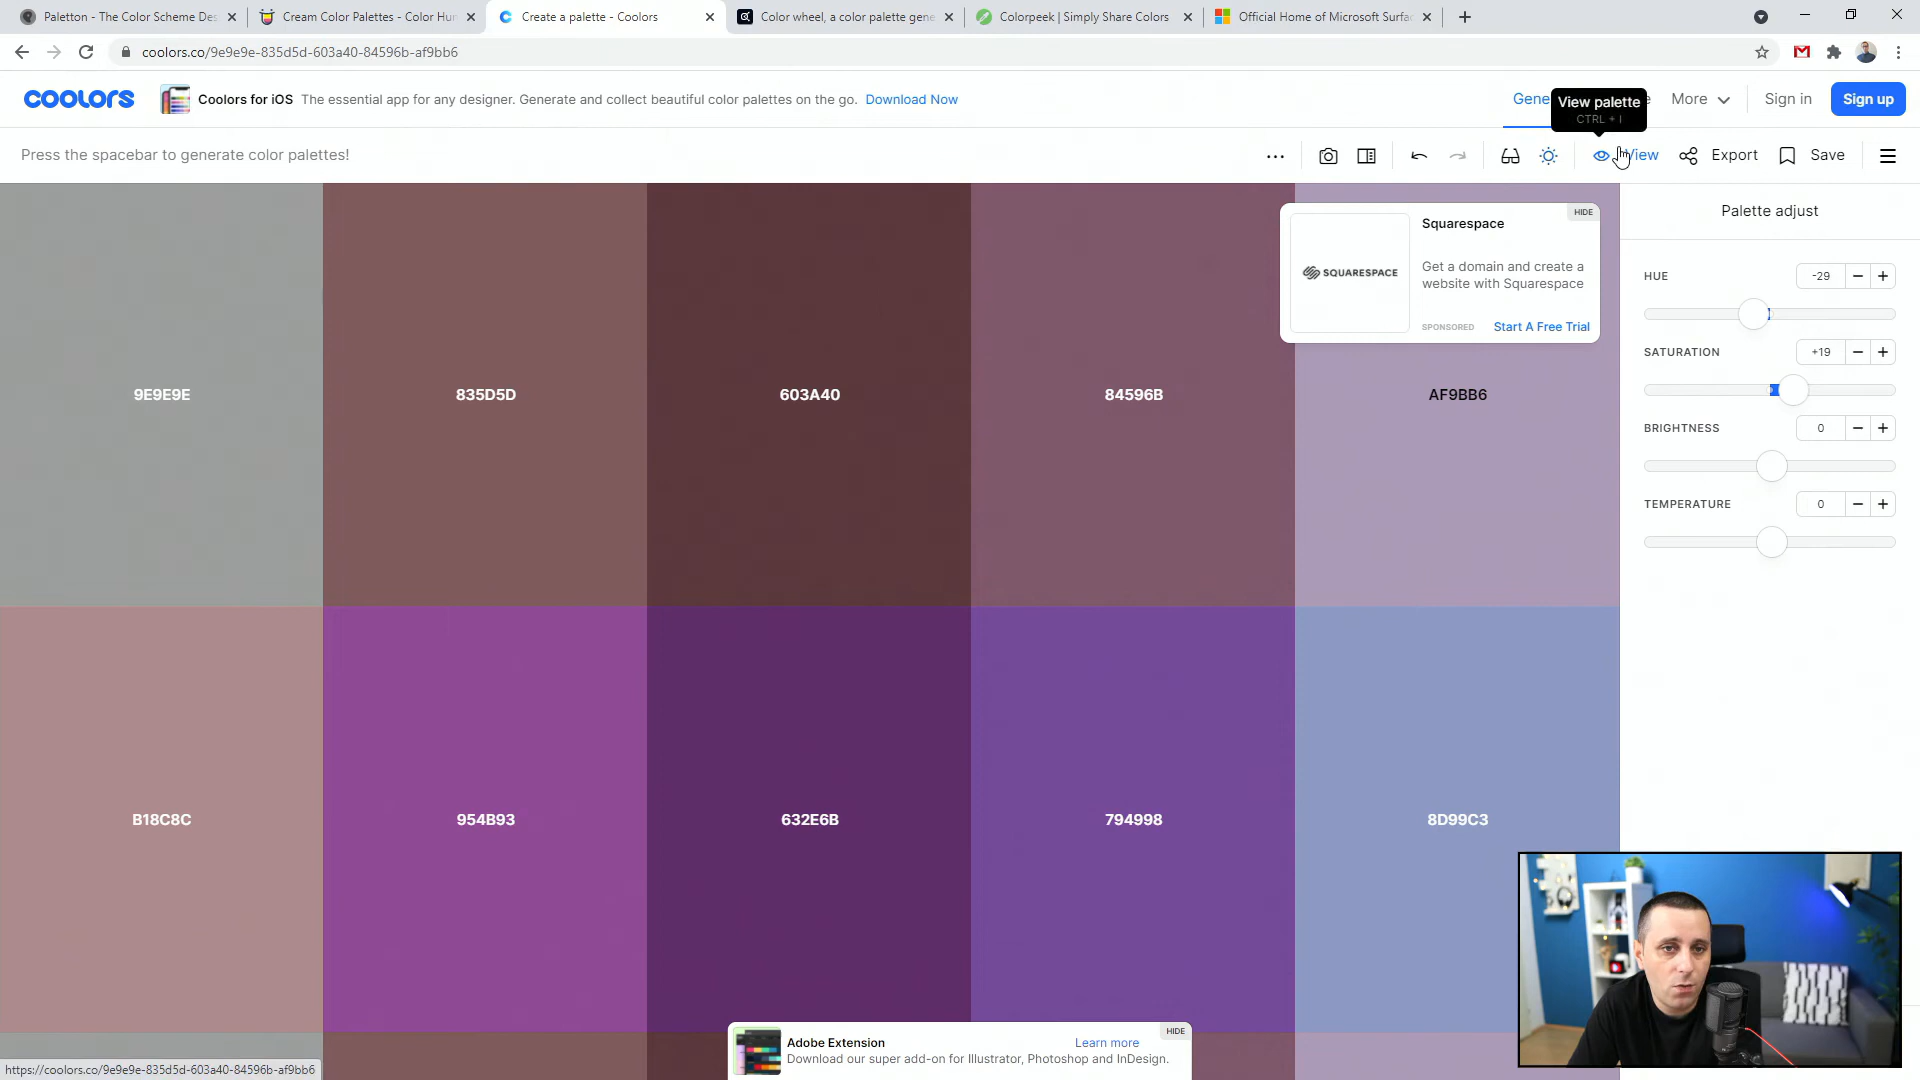 Paletton - The Color Scheme Des
Cream Color Palettes - Color Hun
Create a palette - Coolors
Color wheel, a color palette gene
Colorpeek | Simply Share Colors
Official Home of Microsoft Surfa
coolors.co/9e9e9e-835d5d-603a40-84596b-af9bb6
coolors
Coolors for iOS The essential app for any designer. Generate and collect beautiful color palettes on the go. Download Now
Gene
More
Sign in
Sign up
View palette
CTRL + I
Press the spacebar to generate color palettes!
View
Export
Save
Palette adjust
HIDE
Squarespace
SQUARESPACE
Get a domain and create a
website with Squarespace
SPONSORED
Start A Free Trial
HUE
-29
SATURATION
+19
BRIGHTNESS
0
TEMPERATURE
0
9E9E9E
835D5D
603A40
84596B
AF9BB6
B18C8C
954B93
632E6B
794998
8D99C3
HIDE
Adobe Extension
Learn more
Download our super add-on for Illustrator, Photoshop and InDesign.
https://coolors.co/9e9e9e-835d5d-603a40-84596b-af9bb6